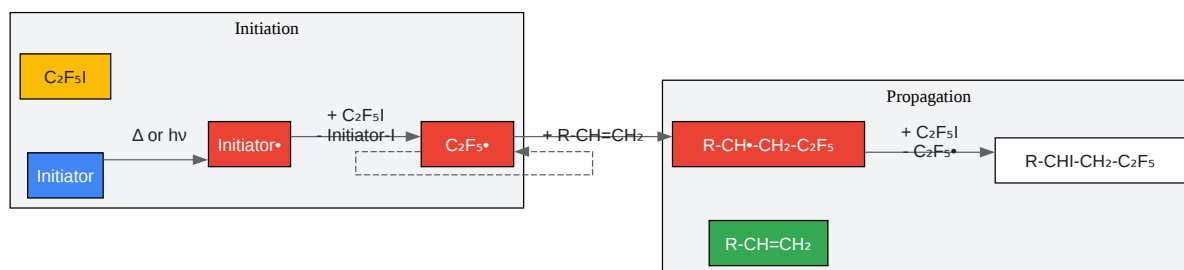 Initiation
C₂F₅I
Initiator
Δ or hν
Initiator•
+ C₂F₅I
- Initiator-I
C₂F₅•
+ R-CH=CH₂
Propagation
R-CH•-CH₂-C₂F₅
+ C₂F₅I
- C₂F₅•
R-CHI-CH₂-C₂F₅
R-CH=CH₂